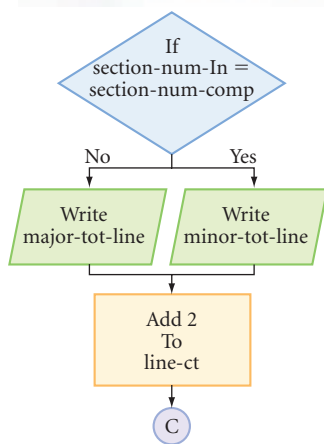 If
section-num-In =
section-num-comp
No
Yes
Write
major-tot-line
Write
minor-tot-line
Add 2
To
line-ct
C